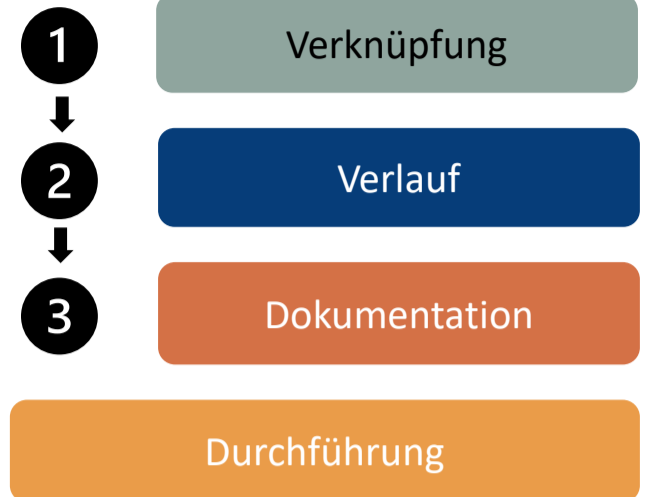 1 Verknüpfung
2 Verlauf
3 Dokumentation
Durchführung